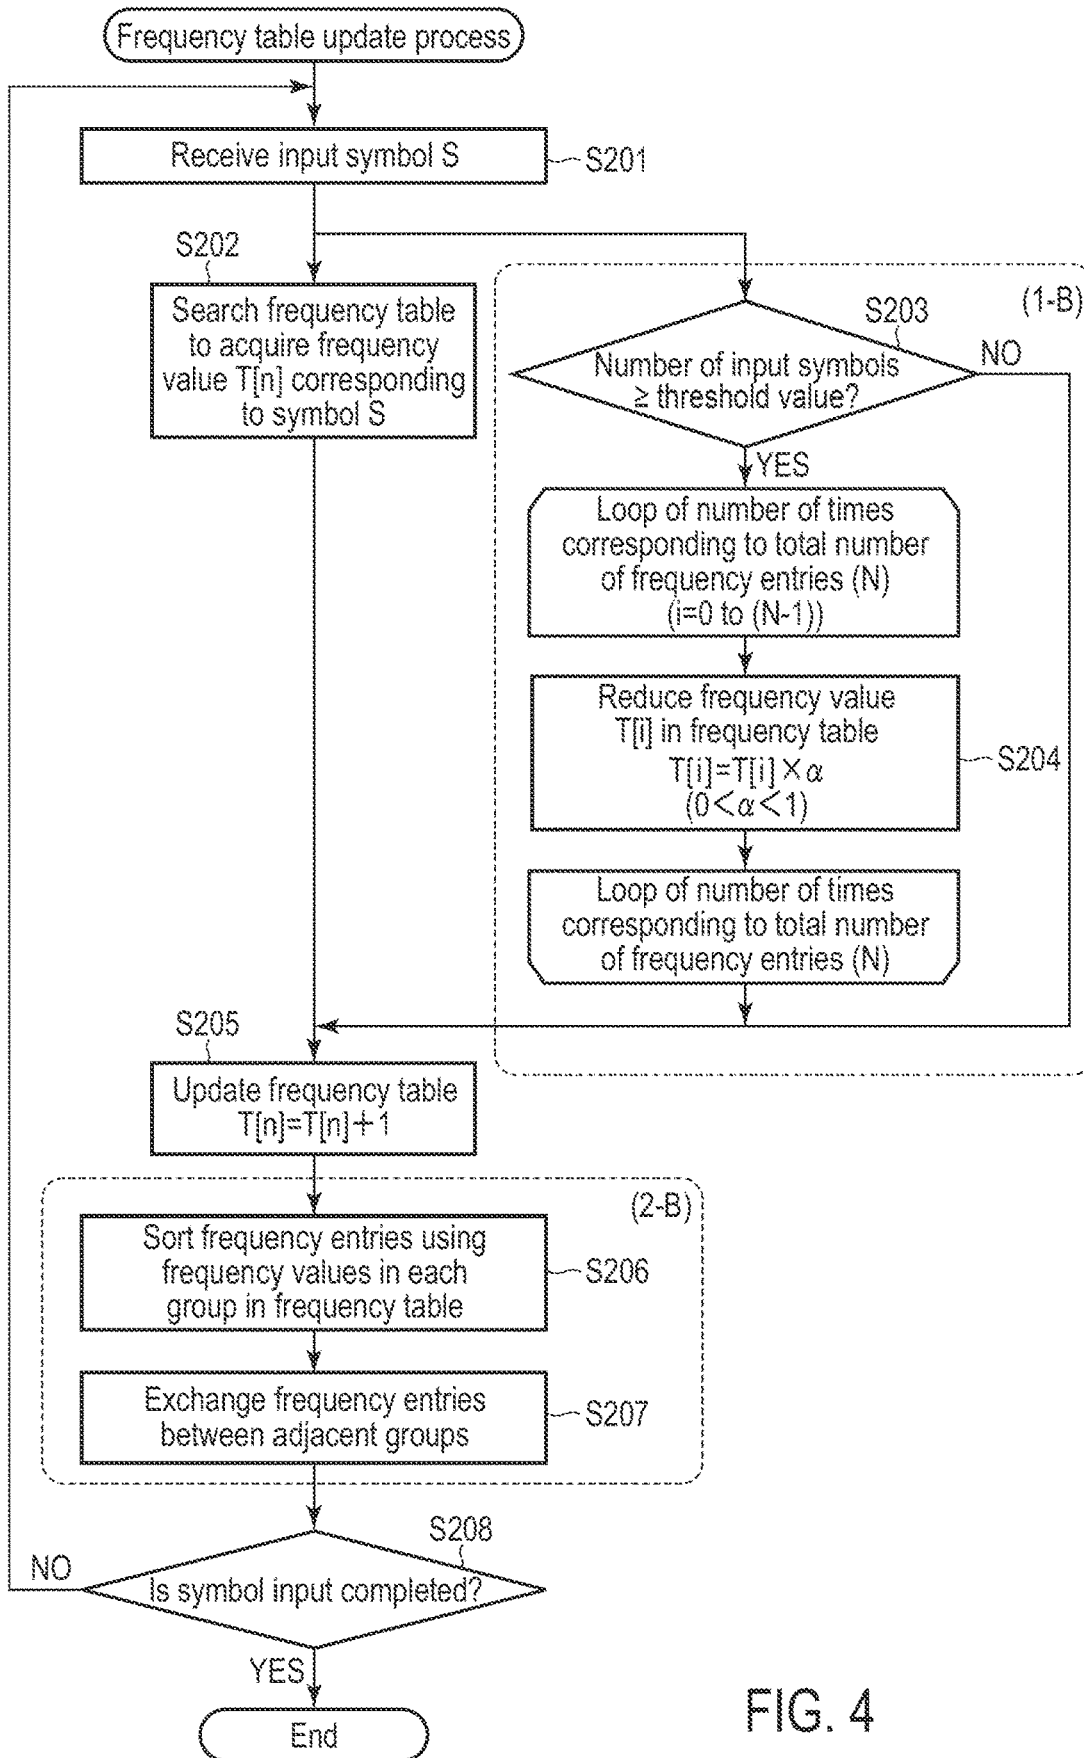 Frequency table update process
Receive input symbol S
S201
S202
Search frequency table
to acquire frequency
value T[n] corresponding
to symbol S
(1-B)
S203
Number of input symbols
≥ threshold value?
NO
YES
Loop of number of times
corresponding to total number
of frequency entries (N)
(i=0 to (N-1))
Reduce frequency value
T[i] in frequency table
T[i]=T[i]×α
(0<α<1)
S204
Loop of number of times
corresponding to total number
of frequency entries (N)
S205
Update frequency table
T[n]=T[n]+1
(2-B)
Sort frequency entries using
frequency values in each
group in frequency table
S206
Exchange frequency entries
between adjacent groups
S207
S208
NO
Is symbol input completed?
YES
End
FIG. 4